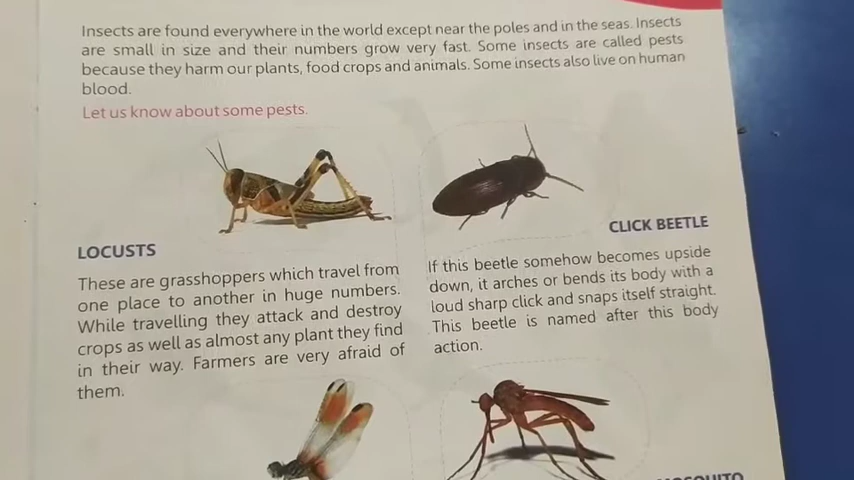 Insects are found everywhere in the world except near the poles and in the seas. Insects
are small in size and their numbers grow very fast. Some insects are called pests
because they harm our plants, food crops and animals. Some insects also live on human
blood.
Let us know about some pests.
LOCUSTS
These are grasshoppers which travel from
one place to another in huge numbers.
While travelling they attack and destroy
crops as well as almost any plant they find
in their way. Farmers are very afraid of
them.
CLICK BEETLE
If this beetle somehow becomes upside
down, it arches or bends its body with a
loud sharp click and snaps itself straight.
This beetle is named after this body
action.
MOSQUITO